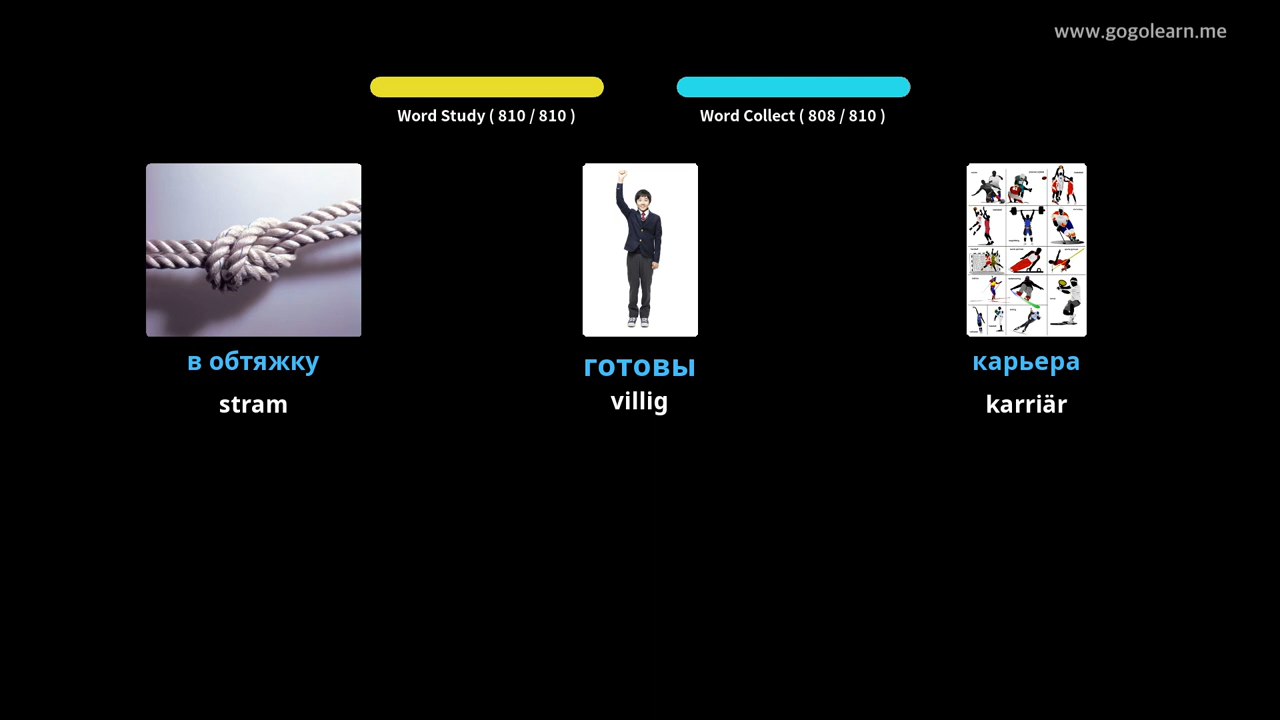 www.gogolearn.me
Word Study ( 810 / 810 )
Word Collect ( 808 / 810 )
в обтяжку
готовы
карьера
stram
villig
karriär